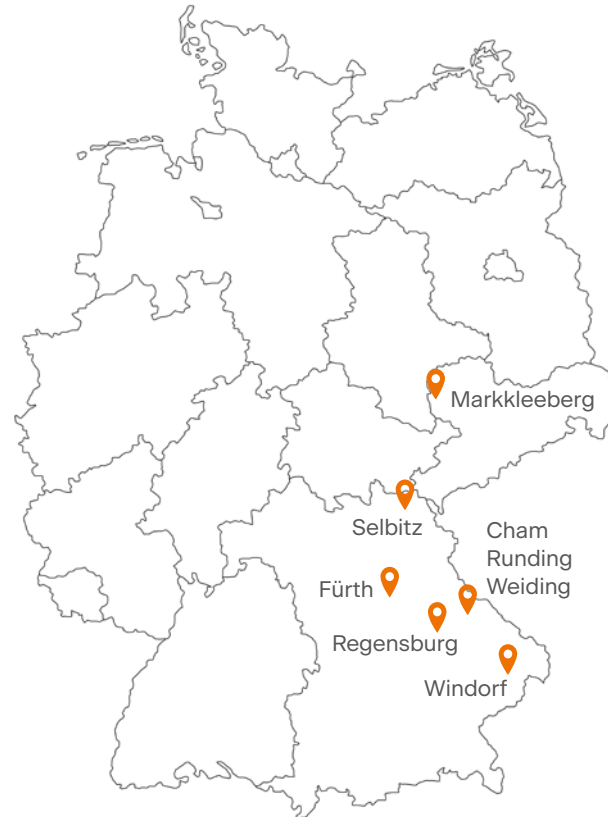 Markkleeberg
Selbitz
Cham
Runding
Weiding
Fürth
Regensburg
Windorf